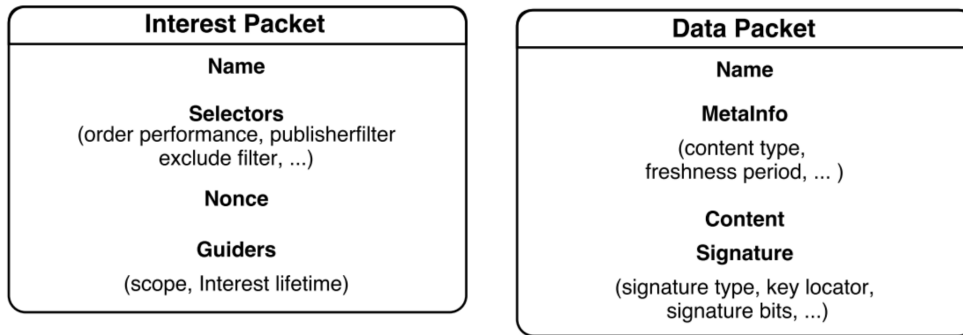 Interest Packet
Name
Selectors
(order performance, publisherfilter
exclude filter, ...)
Nonce
Guiders
(scope, Interest lifetime)
Data Packet
Name
MetaInfo
(content type,
freshness period, ... )
Content
Signature
(signature type, key locator,
signature bits, ...)